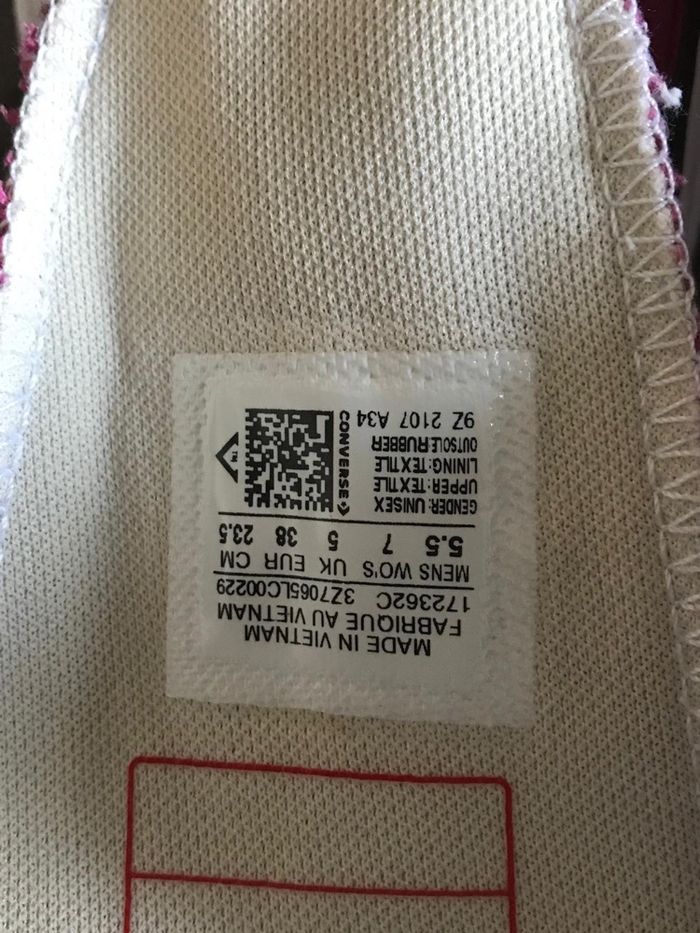 MADE IN VIETNAM
FABRIQUE AU VIETNAM
172362C 3Z7065LC00229
MENS WO'S UK EUR CM
5.5 7 5 38 23.5
GENDER: UNISEX
UPPER: TEXTILE
LINING: TEXTILE
OUTSOLE: RUBBER
9Z 2107 A34
CONVERSE
TM